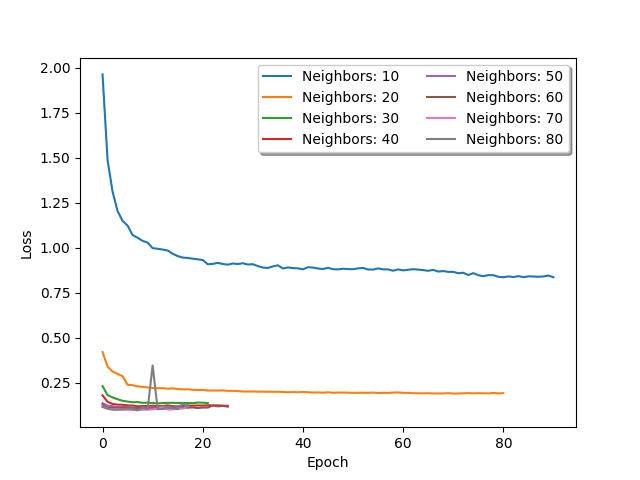 2.00
1.75
1.50
1.25
1.00
0.75
0.50
0.25
Loss
0
20
40
60
80
Epoch
Neighbors: 10
Neighbors: 20
Neighbors: 30
Neighbors: 40
Neighbors: 50
Neighbors: 60
Neighbors: 70
Neighbors: 80